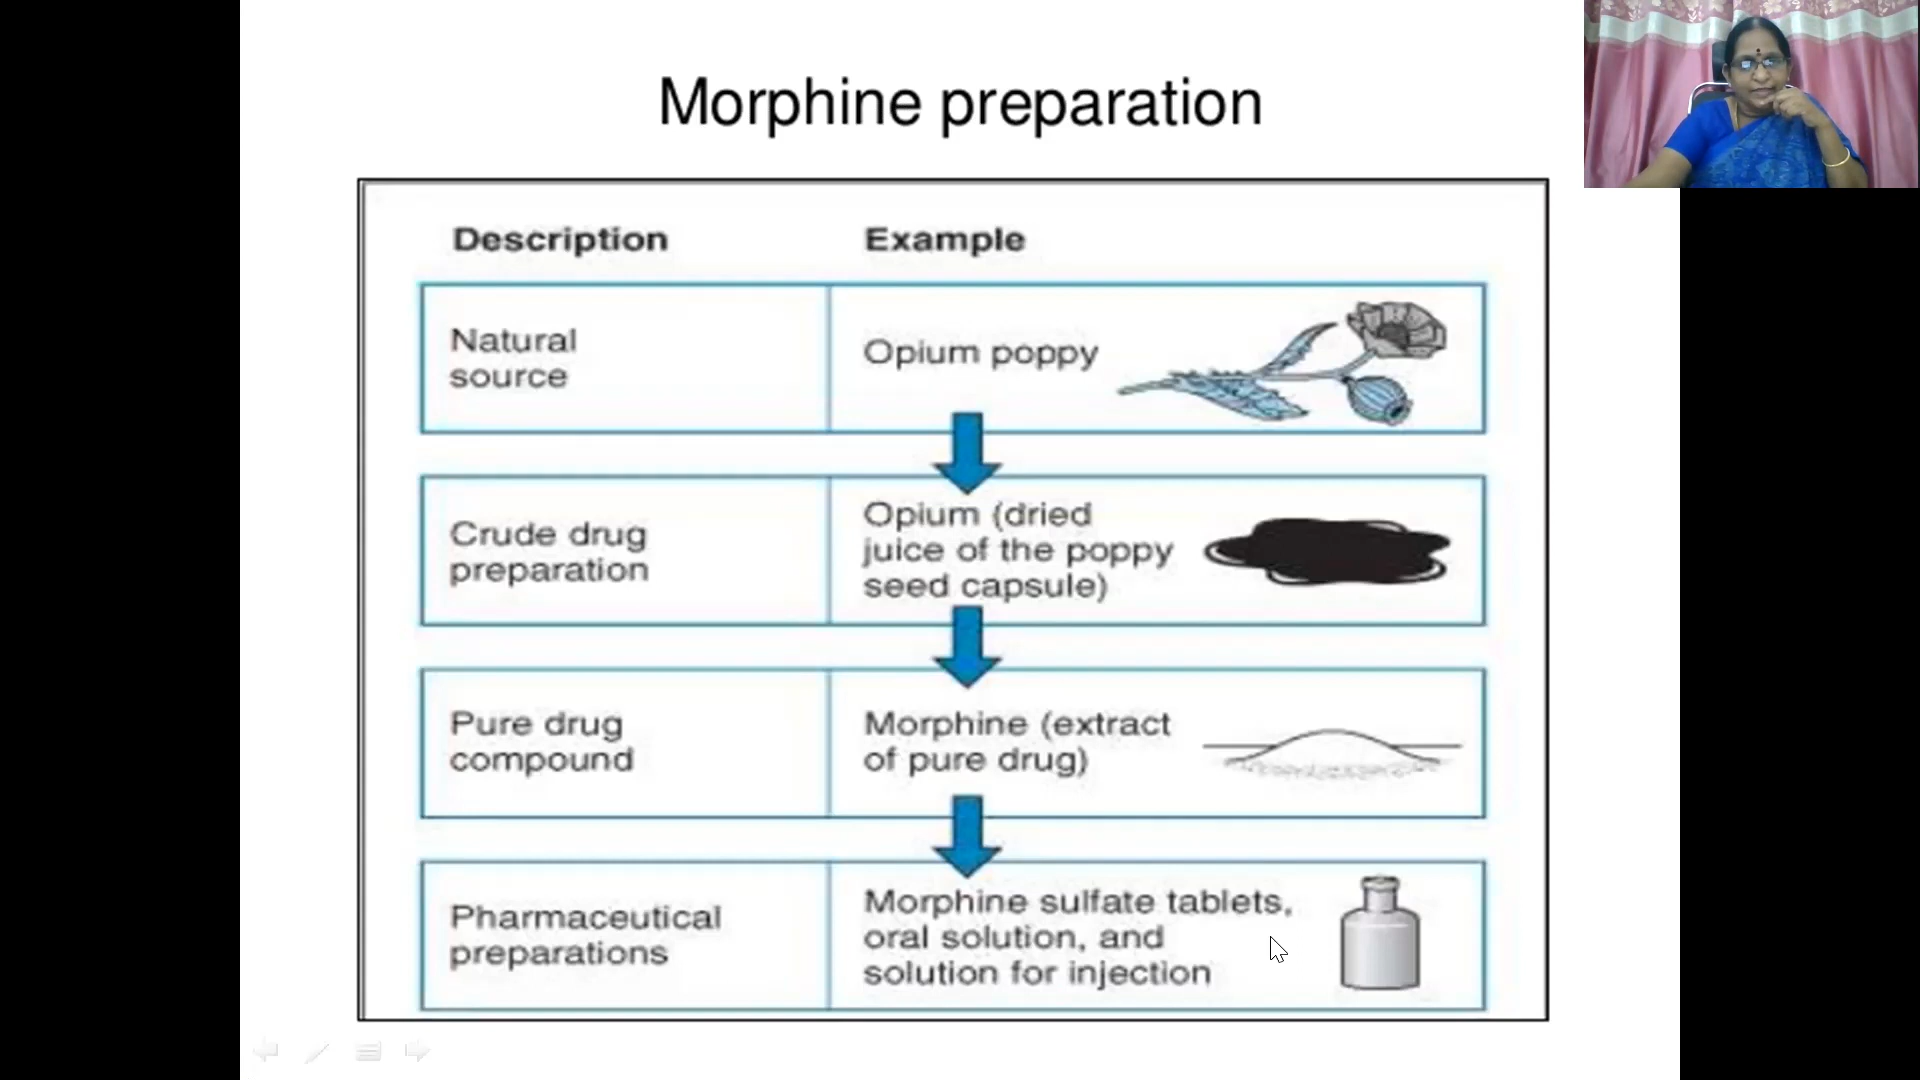 Morphine preparation
Description
Example
Natural
source
Opium poppy
Crude drug
preparation
Opium (dried
juice of the poppy
seed capsule)
Pure drug
compound
Morphine (extract
of pure drug)
Pharmaceutical
preparations
Morphine sulfate tablets,
oral solution, and
solution for injection